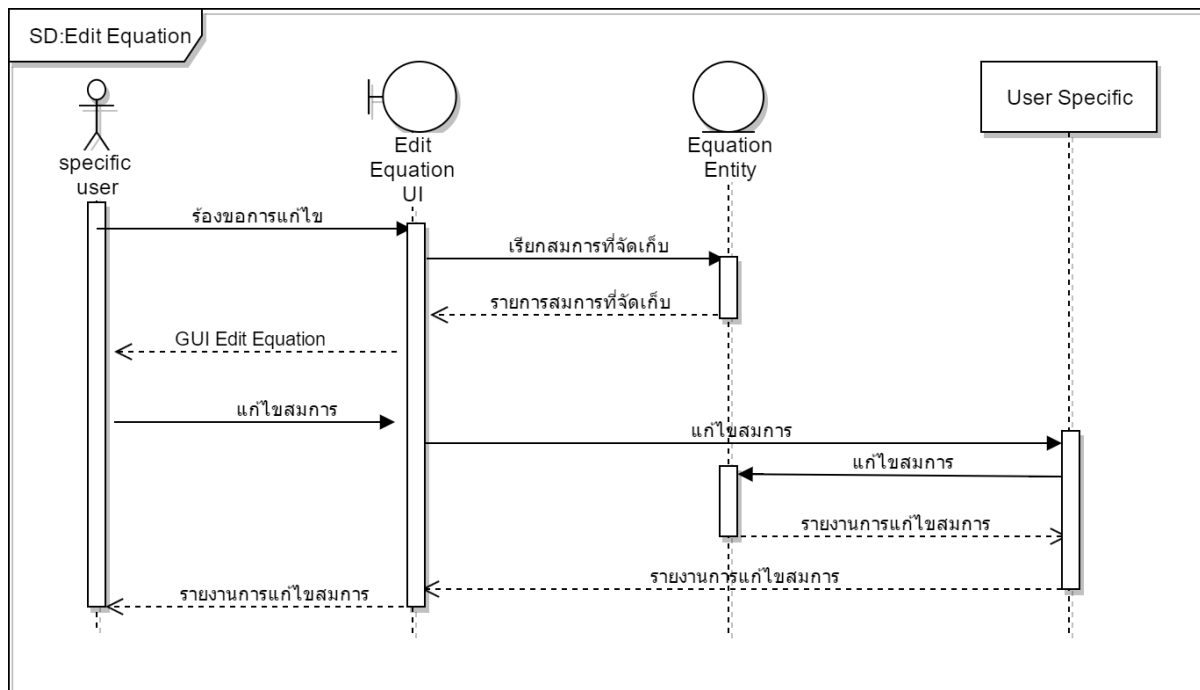 SD:Edit Equation
specific
user
Edit
Equation
UI
Equation
Entity
User Specific
ร้องขอการแก้ไข
เรียกสมการที่จัดเก็บ
รายการสมการที่จัดเก็บ
GUI Edit Equation
แก้ไขสมการ
แก้ไขสมการ
แก้ไขสมการ
รายงานการแก้ไขสมการ
รายงานการแก้ไขสมการ
รายงานการแก้ไขสมการ